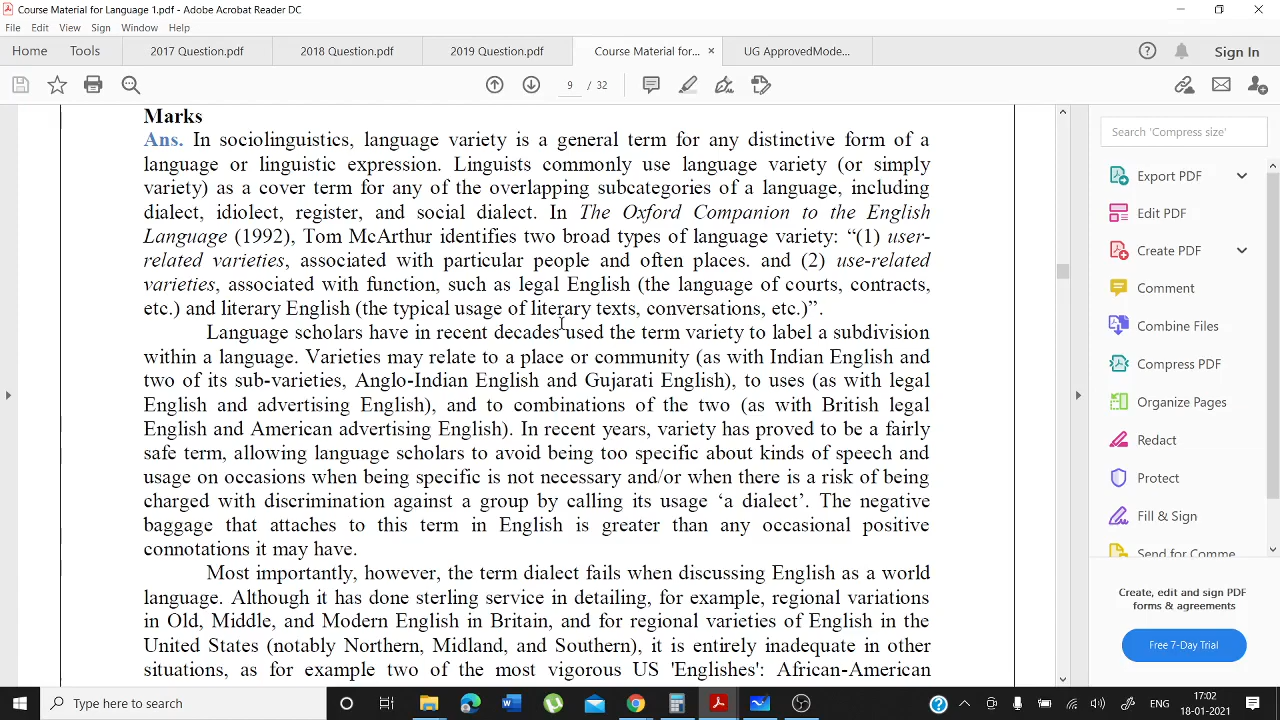 Course Material for Language 1.pdf - Adobe Acrobat Reader DC
File Edit View Sign Window Help
Home Tools 2017 Question.pdf 2018 Question.pdf 2019 Question.pdf Course Material for... × UG ApprovedMode... Sign In
9 / 32
Marks
Ans. In sociolinguistics, language variety is a general term for any distinctive form of a
language or linguistic expression. Linguists commonly use language variety (or simply
variety) as a cover term for any of the overlapping subcategories of a language, including
dialect, idiolect, register, and social dialect. In The Oxford Companion to the English
Language (1992), Tom McArthur identifies two broad types of language variety: “(1) user-
related varieties, associated with particular people and often places. and (2) use-related
varieties, associated with function, such as legal English (the language of courts, contracts,
etc.) and literary English (the typical usage of literary texts, conversations, etc.)”.
Language scholars have in recent decades used the term variety to label a subdivision
within a language. Varieties may relate to a place or community (as with Indian English and
two of its sub-varieties, Anglo-Indian English and Gujarati English), to uses (as with legal
English and advertising English), and to combinations of the two (as with British legal
English and American advertising English). In recent years, variety has proved to be a fairly
safe term, allowing language scholars to avoid being too specific about kinds of speech and
usage on occasions when being specific is not necessary and/or when there is a risk of being
charged with discrimination against a group by calling its usage ‘a dialect’. The negative
baggage that attaches to this term in English is greater than any occasional positive
connotations it may have.
Most importantly, however, the term dialect fails when discussing English as a world
language. Although it has done sterling service in detailing, for example, regional variations
in Old, Middle, and Modern English in Britain, and for regional varieties of English in the
United States (notably Northern, Midland, and Southern), it is entirely inadequate in other
situations, as for example two of the most vigorous US 'Englishes': African-American
Search 'Compress size'
Export PDF
Edit PDF
Create PDF
Comment
Combine Files
Compress PDF
Organize Pages
Redact
Protect
Fill & Sign
Send for Comme
Create, edit and sign PDF
forms & agreements
Free 7-Day Trial
Type here to search
ENG
17:02
18-01-2021